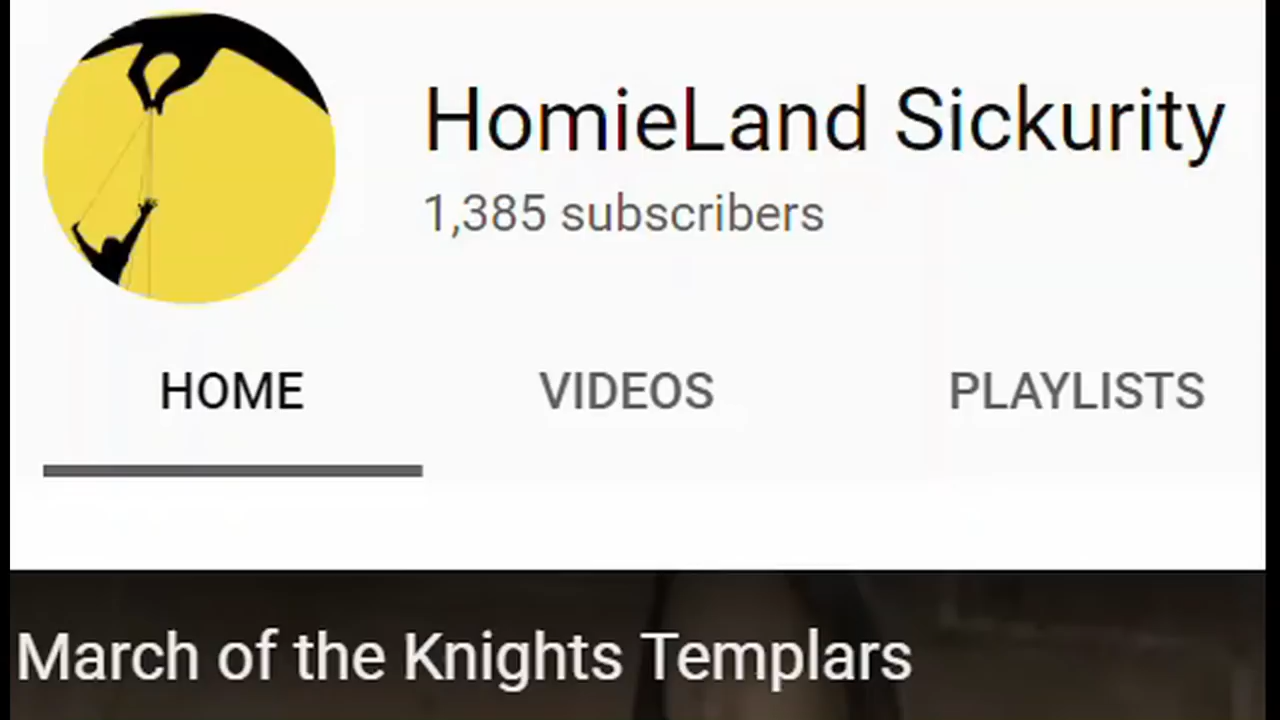 HomieLand Sickurity
1,385 subscribers
HOME VIDEOS PLAYLISTS
March of the Knights Templars